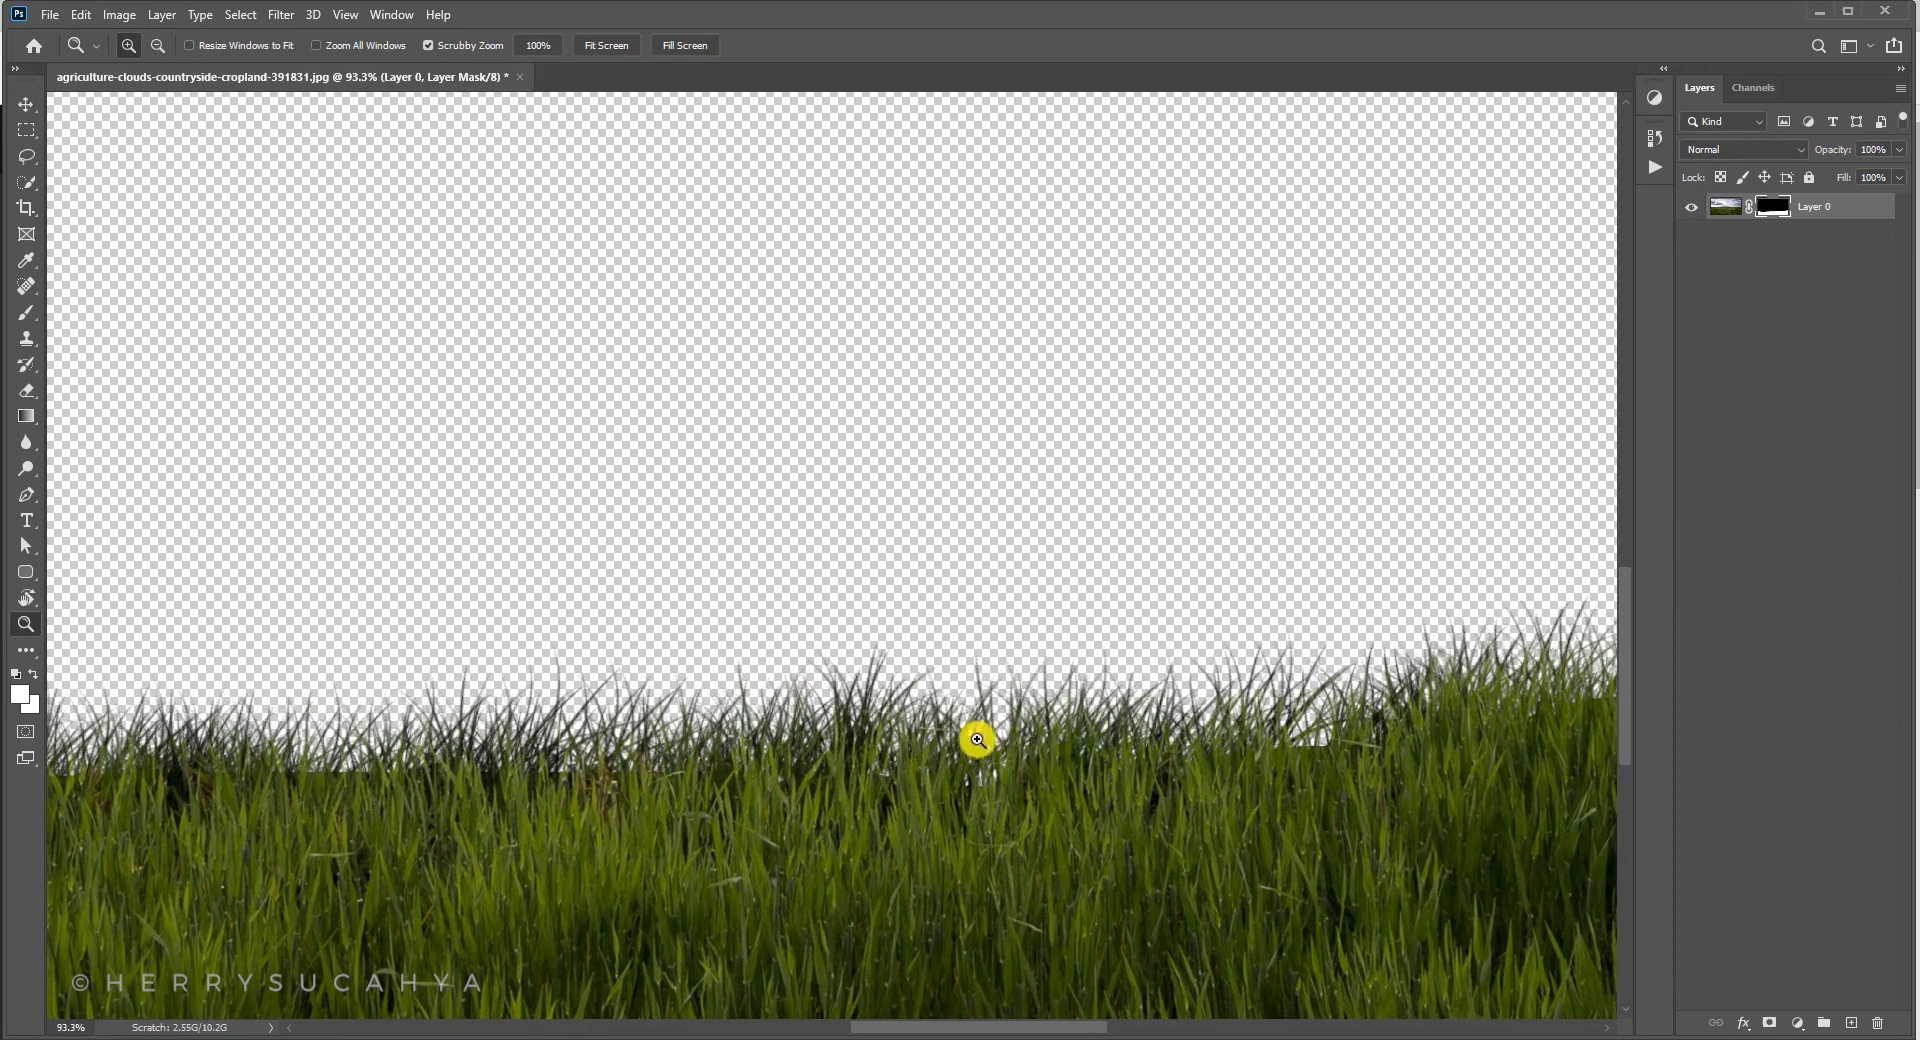 Ps File Edit Image Layer Type Select Filter 3D View Window Help
Resize Windows to Fit Zoom All Windows Scrubby Zoom 100% Fit Screen Fill Screen
agriculture-clouds-countryside-cropland-391831.jpg @ 93.3% (Layer 0, Layer Mask/8) *
Layers Channels
Kind
Normal Opacity: 100%
Lock: Fill: 100%
Layer 0
© HERRYSUCAHYA
93.3% Scratch: 2.55G/10.2G